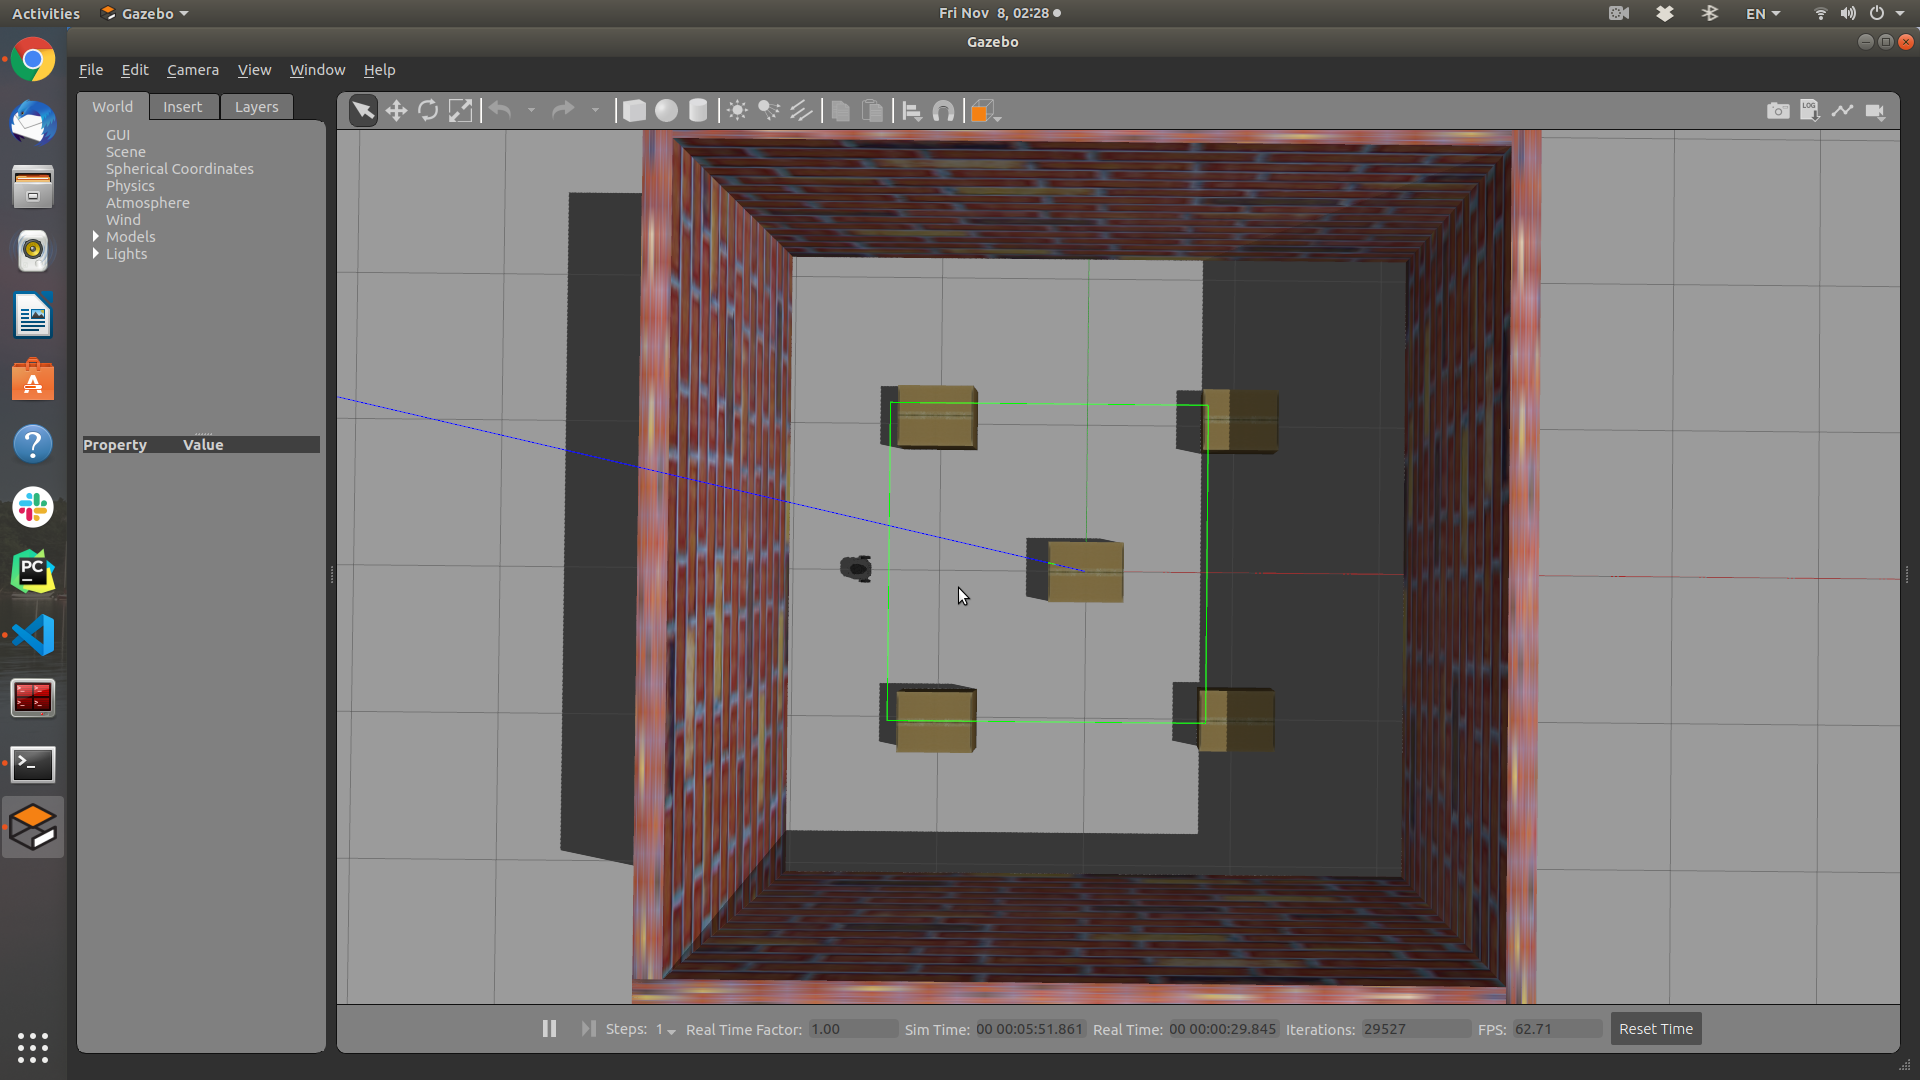 Activities Gazebo Fri Nov 8, 02:28 EN
Gazebo
File Edit Camera View Window Help
World Insert Layers
LOG
GUI
Scene
Spherical Coordinates
Physics
Atmosphere
Wind
Models
Lights
Property Value
PC
Steps: 1 Real Time Factor: 1.00 Sim Time: 00 00:05:51.861 Real Time: 00 00:00:29.845 Iterations: 29527 FPS: 62.71 Reset Time